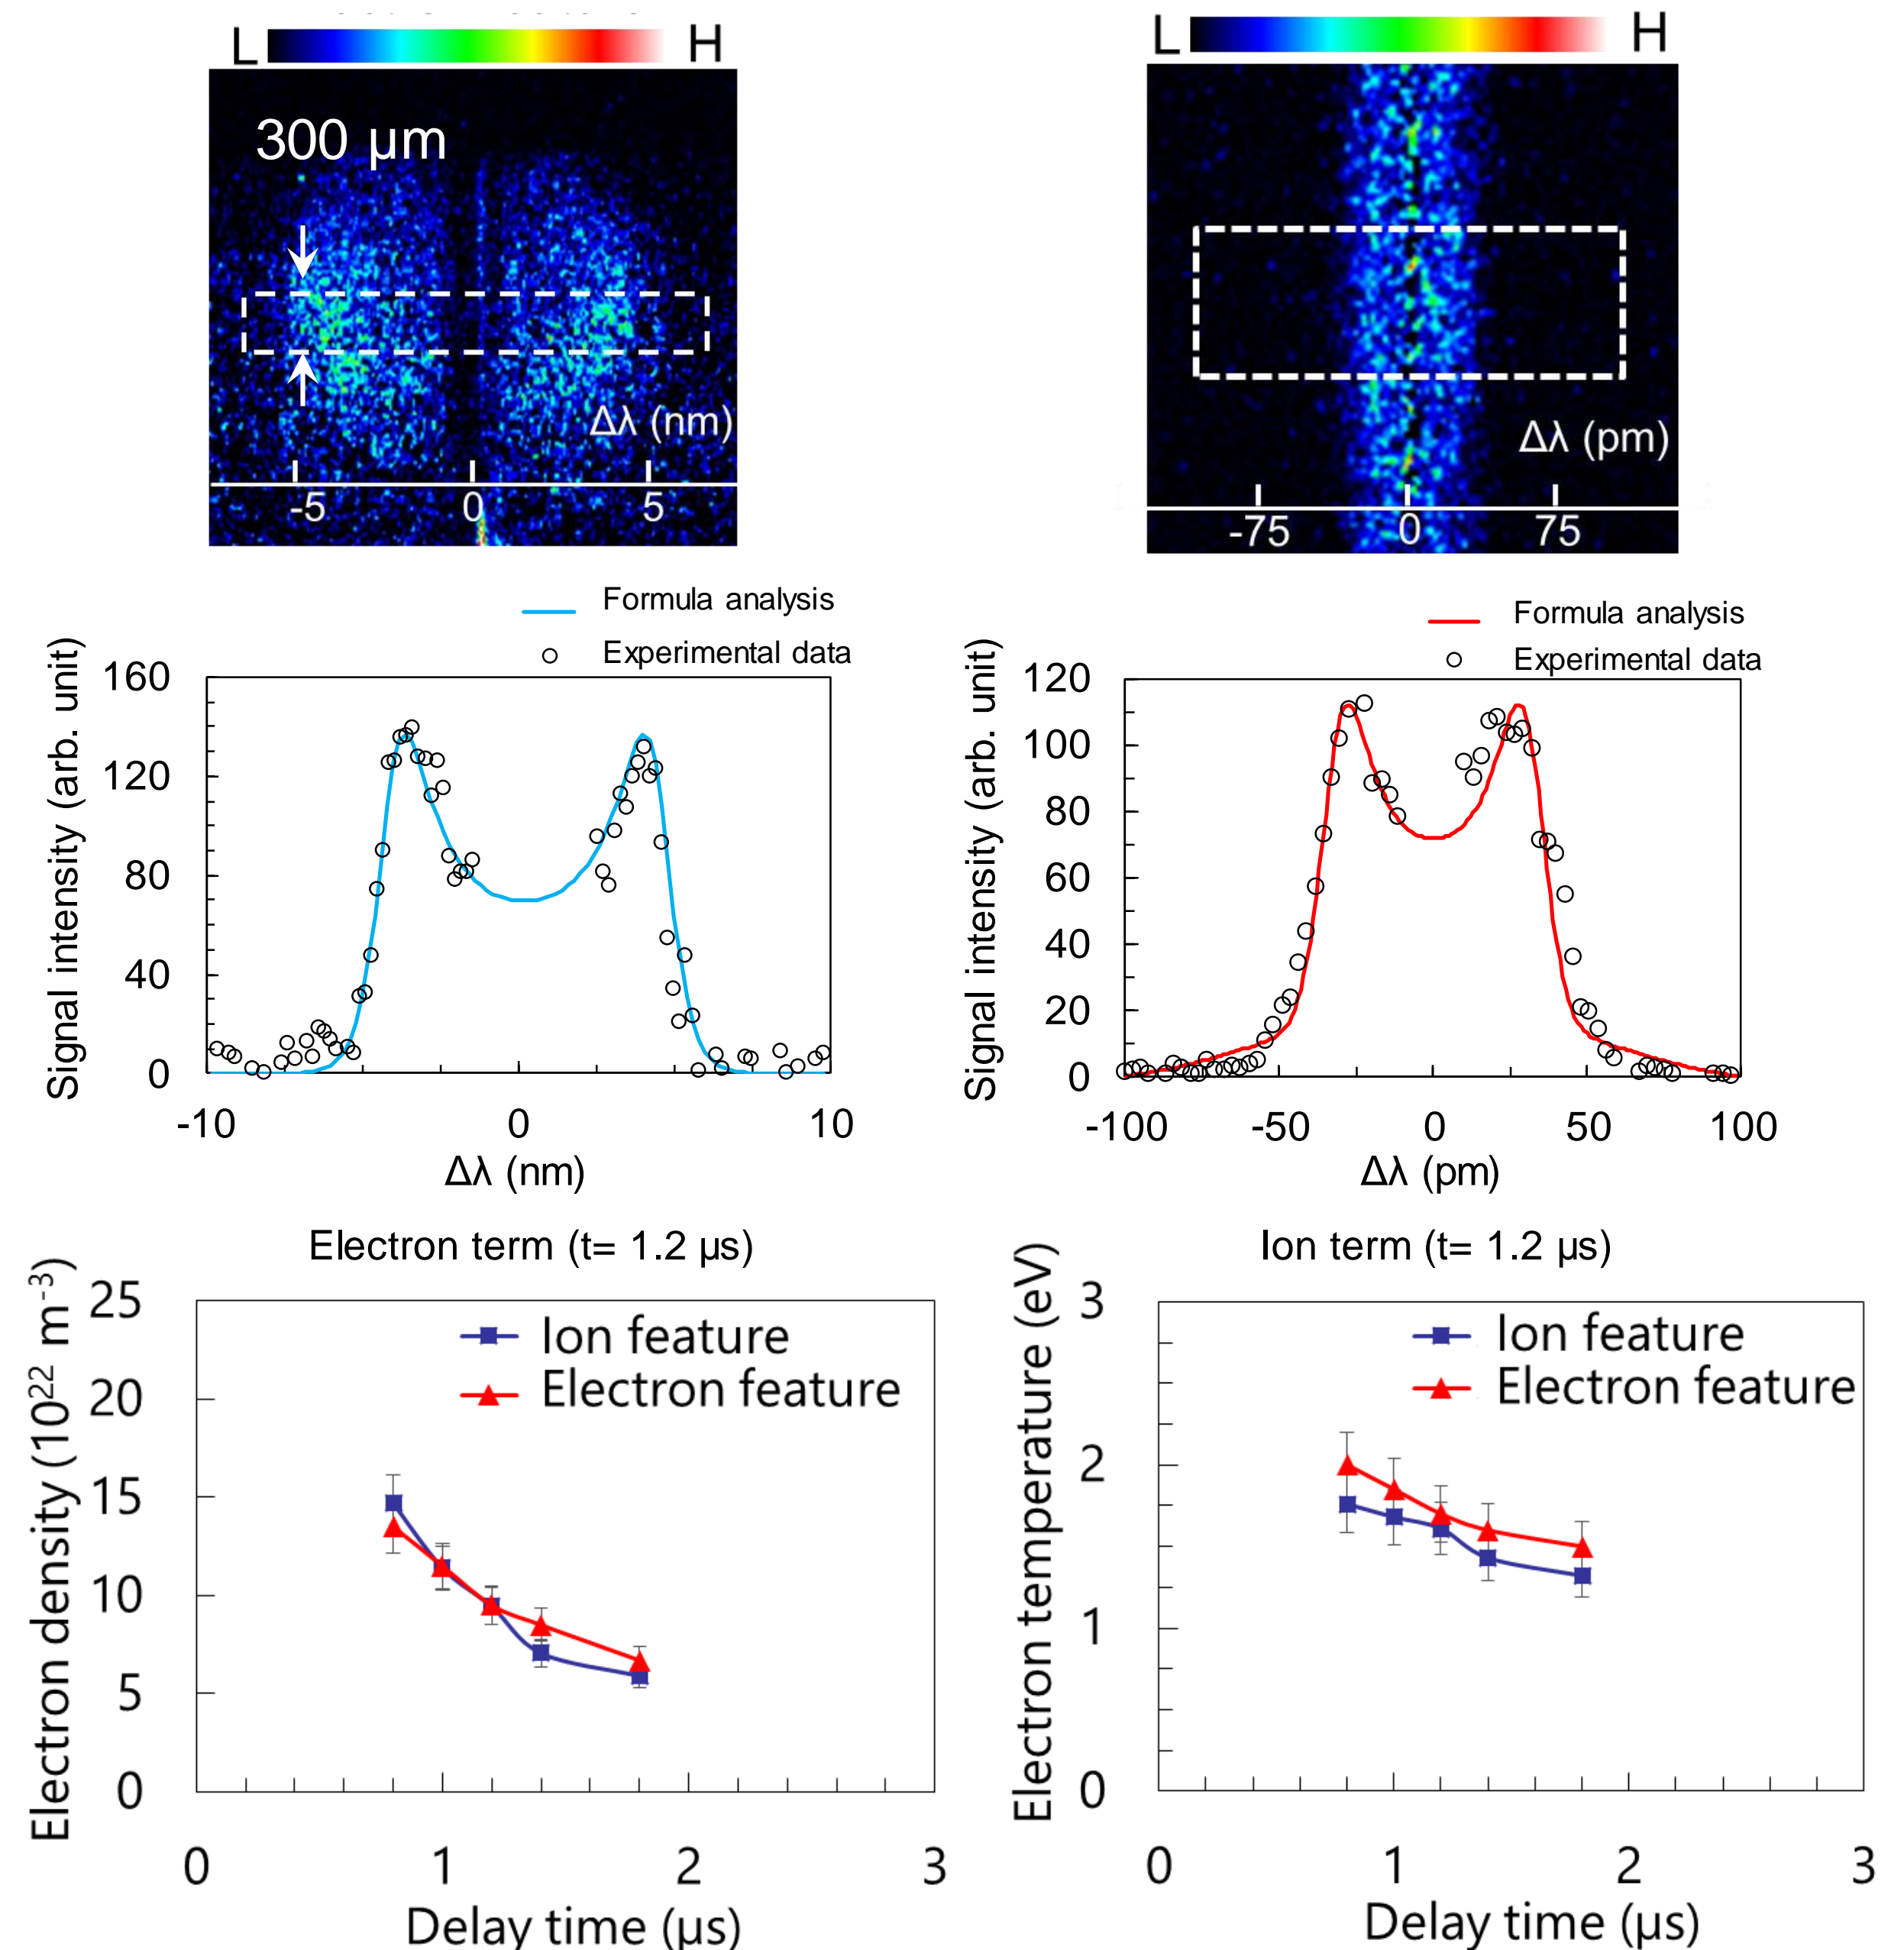 L H
300 μm
Δλ (nm)
-5 0 5
L H
Δλ (pm)
-75 0 75
Formula analysis
Experimental data
Signal intensity (arb. unit)
160
120
80
40
0
-10 0 10
Δλ (nm)
Electron term (t= 1.2 μs)
Formula analysis
Experimental data
Signal intensity (arb. unit)
120
100
80
60
40
20
0
-100 -50 0 50 100
Δλ (pm)
Ion term (t= 1.2 μs)
Electron density (10²² m⁻³)
25
20
15
10
5
0
Ion feature
Electron feature
0 1 2 3
Delay time (μs)
Electron temperature (eV)
3
2
1
0
Ion feature
Electron feature
0 1 2 3
Delay time (μs)